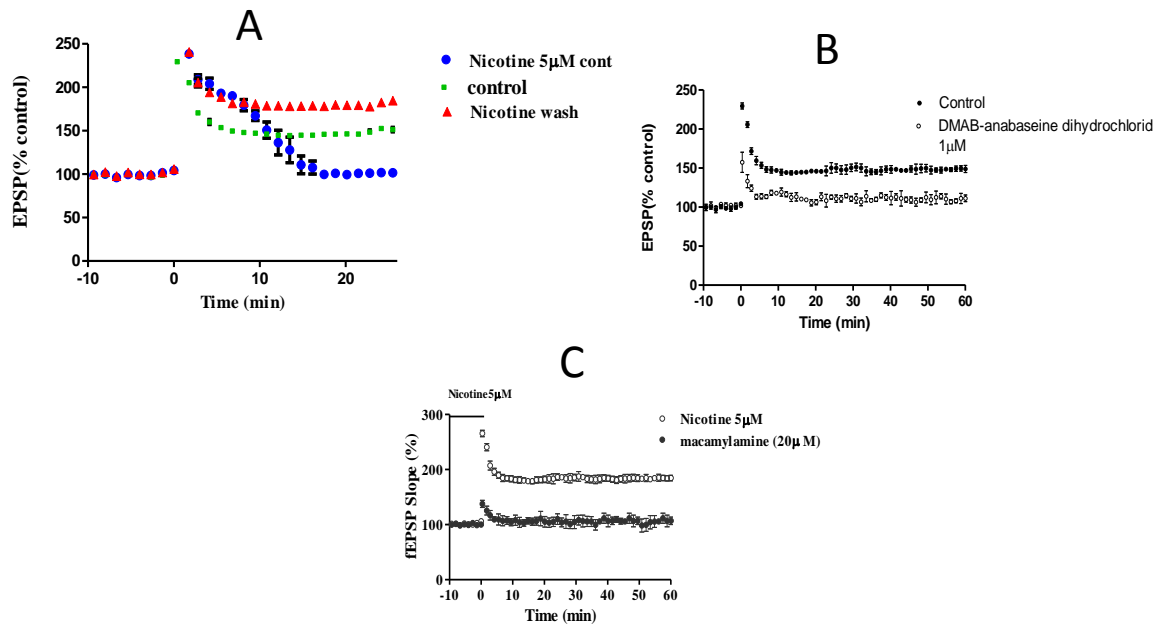 A
EPSP(% control)
250
200
150
100
50
0
-10
0
10
20
Time (min)
Nicotine 5μM cont
control
Nicotine wash
B
EPSP(% control)
250
200
150
100
50
0
-10
0
10
20
30
40
50
60
Time (min)
Control
DMAB-anabaseine dihydrochlorid
1μM
C
Nicotine5μM
fEPSP Slope (%)
300
200
100
0
-10
0
10
20
30
40
50
60
Time (min)
Nicotine 5μM
macamylamine (20μM)